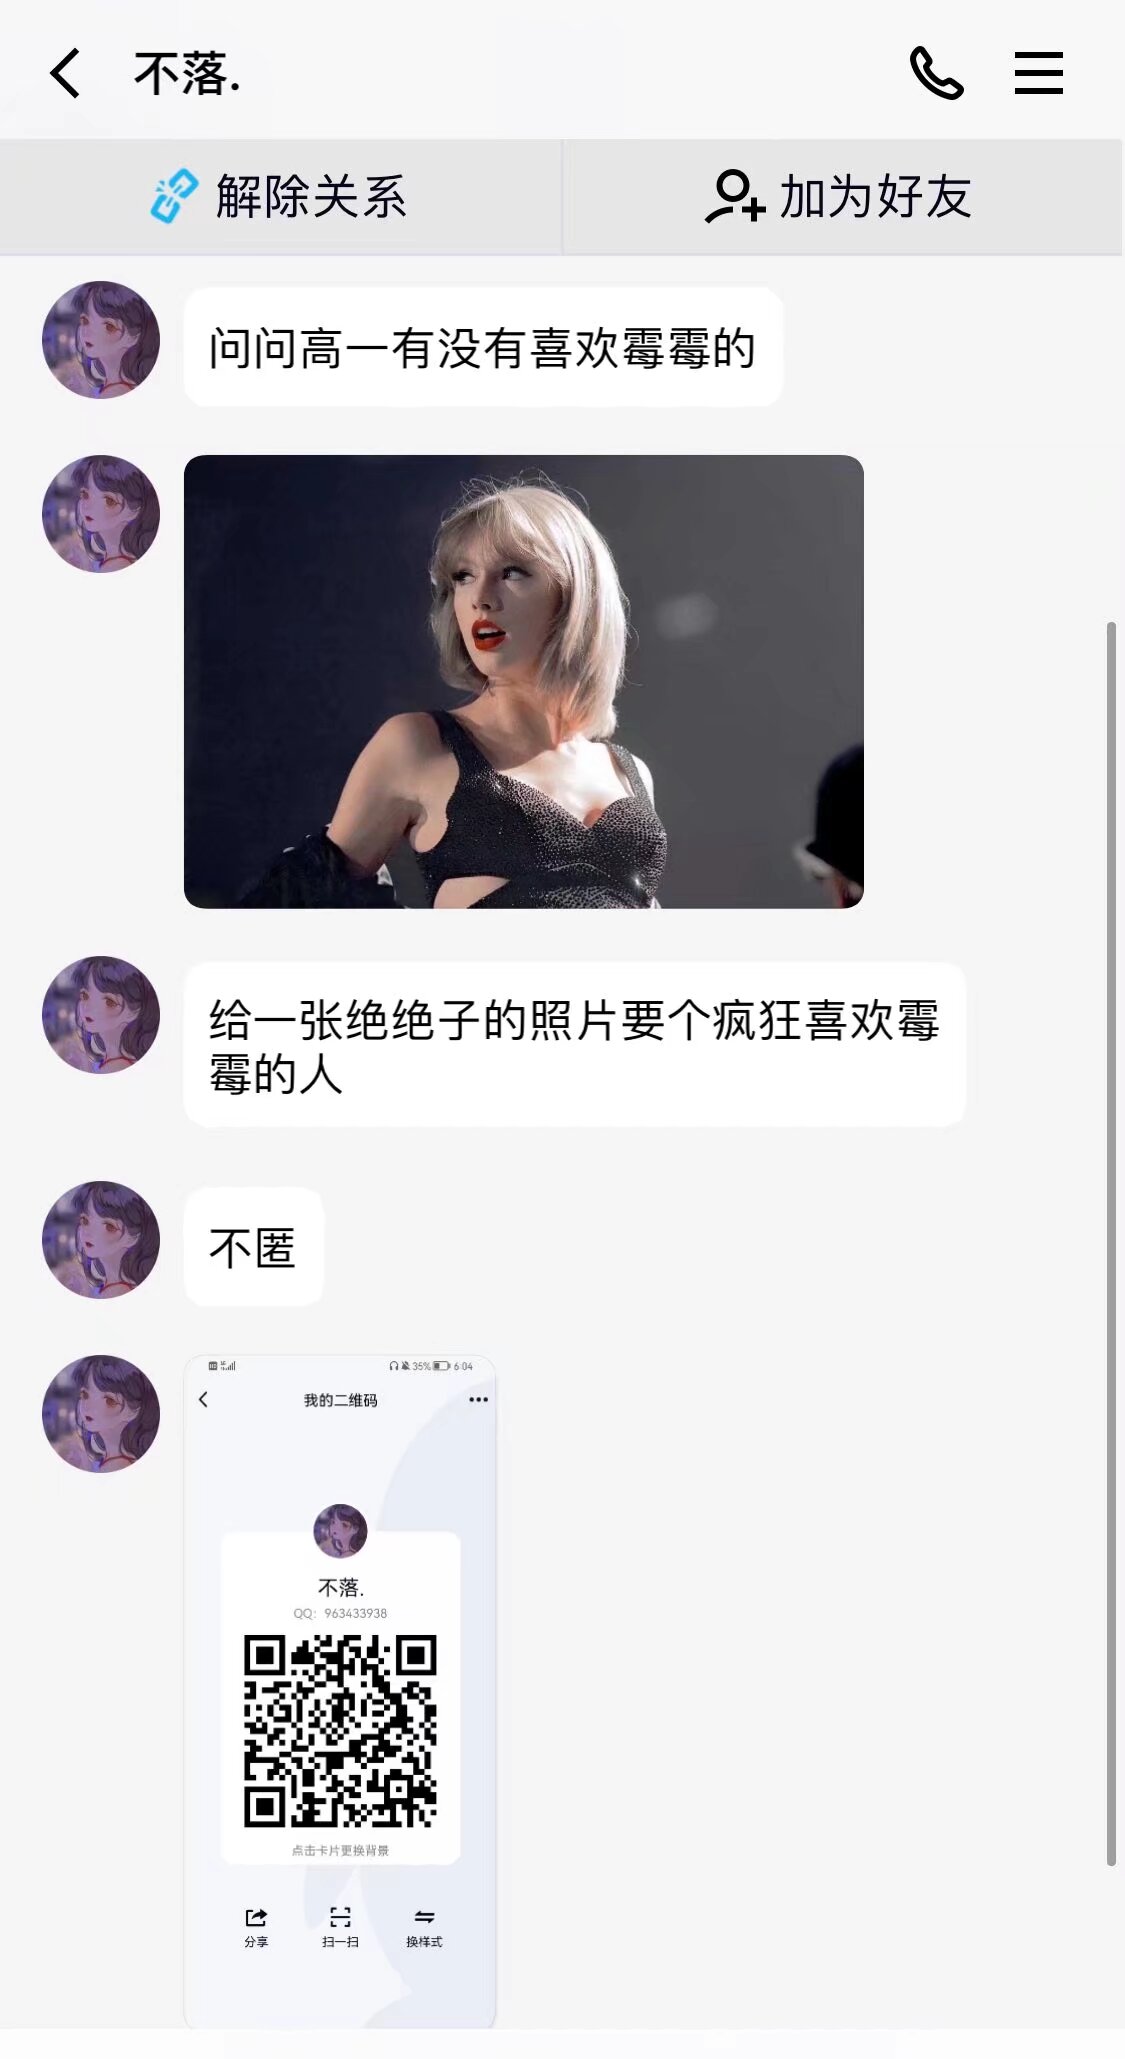 不落.
解除关系
加为好友
问问高一有没有喜欢霉霉的
给一张绝绝子的照片要个疯狂喜欢霉
霉的人
不匿
35% 6:04
我的二维码
不落.
QQ: 963433938
点击卡片更换背景
分享
扫一扫
换样式